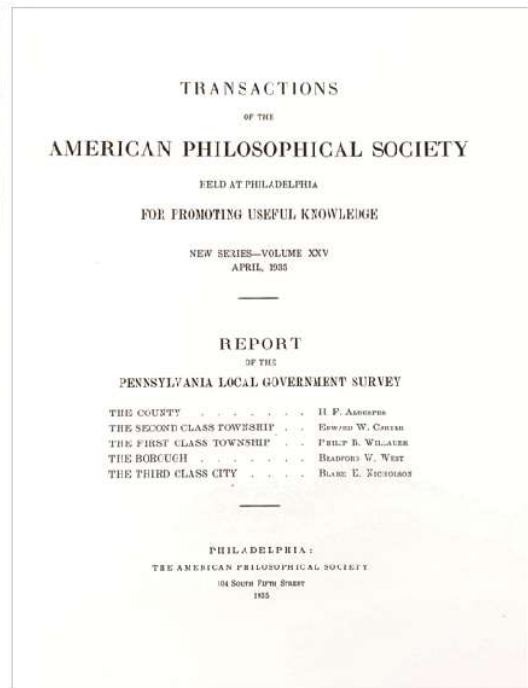 TRANSACTIONS
OF THE
AMERICAN PHILOSOPHICAL SOCIETY
HELD AT PHILADELPHIA
FOR PROMOTING USEFUL KNOWLEDGE
NEW SERIES—VOLUME XXV
APRIL, 1935
REPORT
OF THE
PENNSYLVANIA LOCAL GOVERNMENT SURVEY
THE COUNTY . . . . . . . H. F. Alderfer
THE SECOND CLASS TOWNSHIP . . Edward W. Carter
THE FIRST CLASS TOWNSHIP . . Philip B. Willauer
THE BOROUGH . . . . . . Bradford W. West
THE THIRD CLASS CITY . . . . Blake E. Nicholson
PHILADELPHIA:
THE AMERICAN PHILOSOPHICAL SOCIETY
104 South Fifth Street
1935